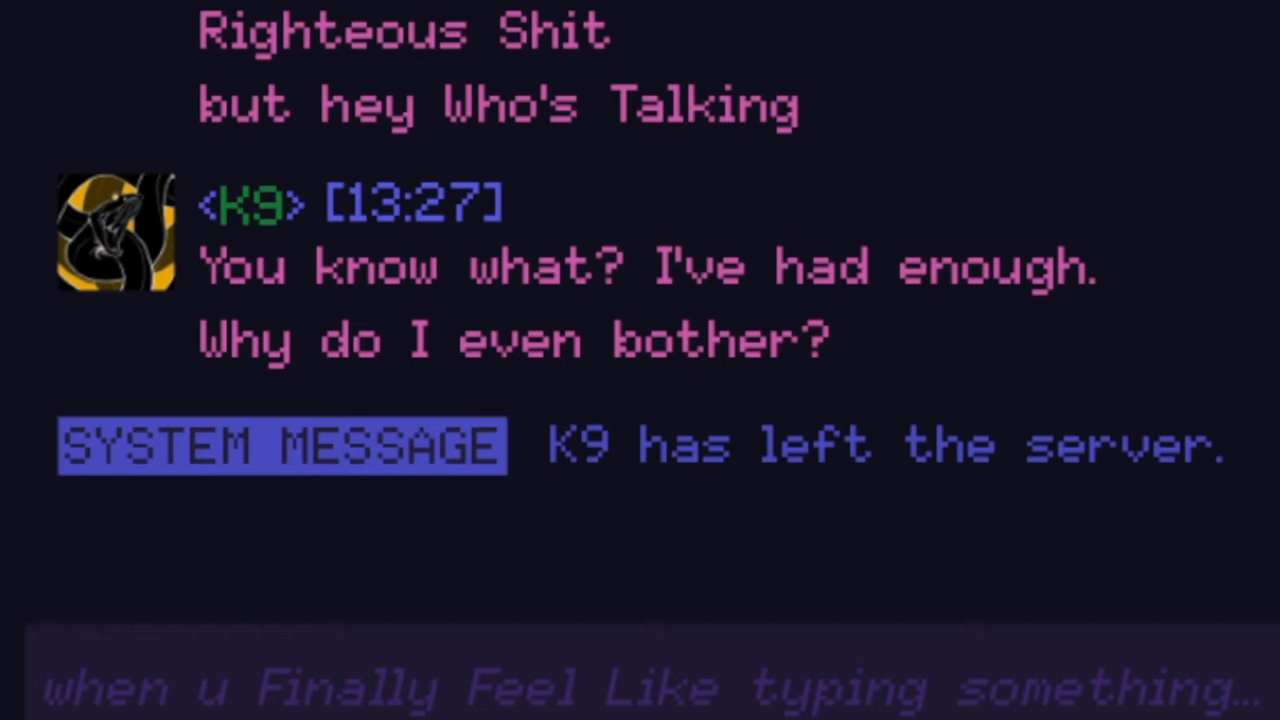 Righteous Shit
but hey Who's Talking
<K9> [13:27]
You know what? I've had enough.
Why do I even bother?
SYSTEM MESSAGE K9 has left the server.
when u Finally Feel Like typing something...